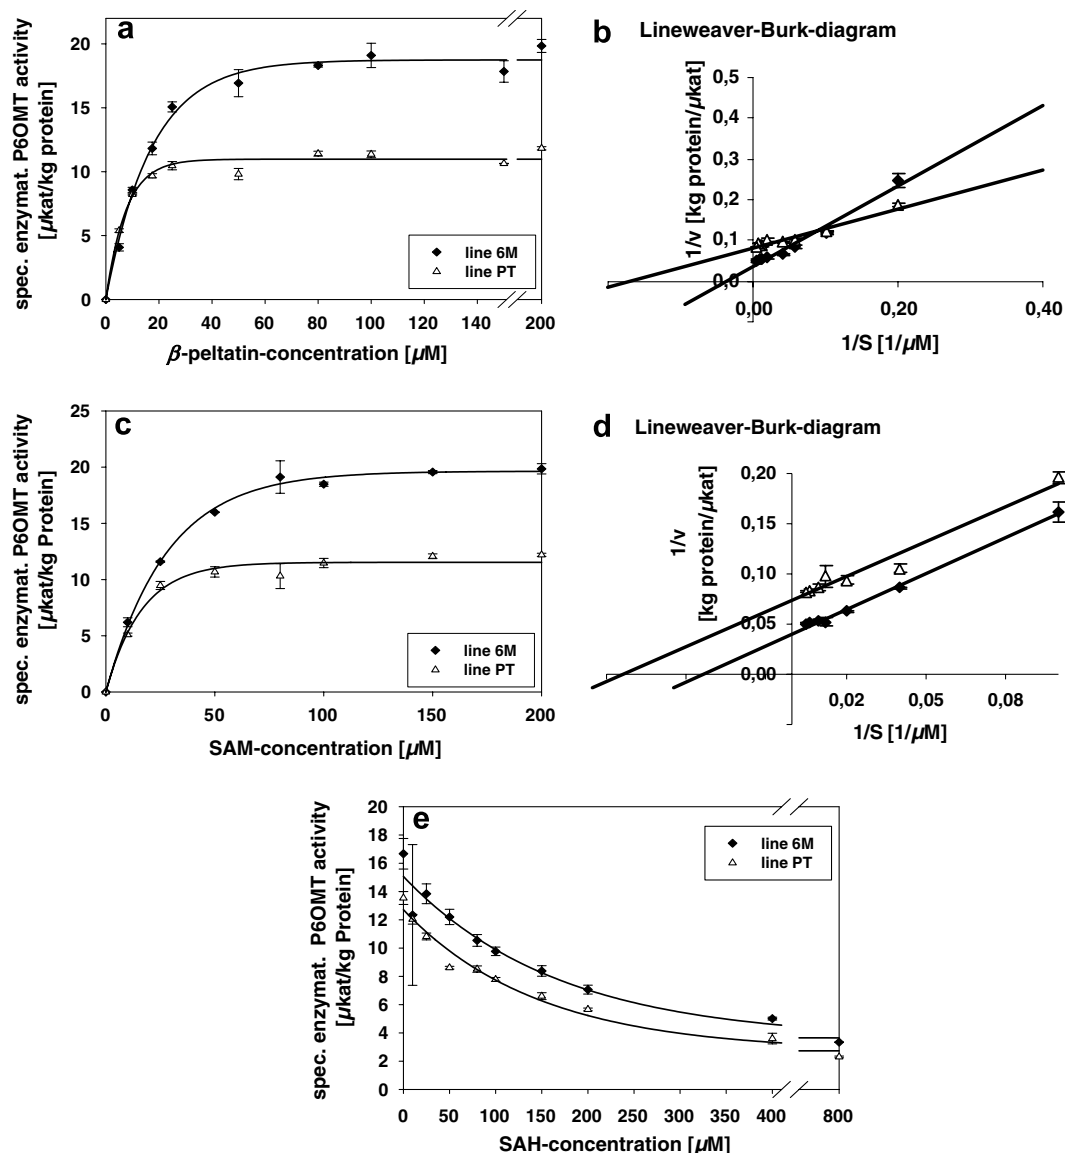 a
spec. enzymat. P6OMT activity
[µkat/kg protein]
20
15
10
5
0
line 6M
line PT
0 20 40 60 80 100 140 200
β-peltatin-concentration [µM]
b Lineweaver-Burk-diagram
1/v [kg protein/µkat]
0,5
0,4
0,3
0,2
0,1
0,0
0,00 0,20 0,40
1/S [1/µM]
c
spec. enzymat. P6OMT activity
[µkat/kg Protein]
25
20
15
10
5
0
line 6M
line PT
0 50 100 150 200
SAM-concentration [µM]
d Lineweaver-Burk-diagram
1/v
[kg protein/µkat]
0,20
0,15
0,10
0,05
0,00
0,02 0,05 0,08
1/S [1/µM]
e
spec. enzymat. P6OMT activity
[µkat/kg Protein]
20
18
16
14
12
10
8
6
4
2
0
line 6M
line PT
0 50 100 150 200 250 300 350 400 800
SAH-concentration [µM]